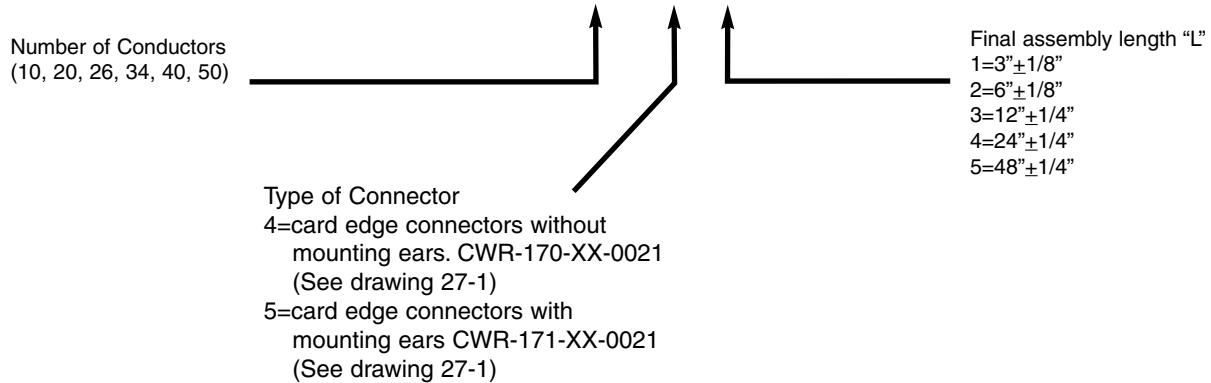 Number of Conductors
(10, 20, 26, 34, 40, 50)
Type of Connector
4=card edge connectors without
mounting ears. CWR-170-XX-0021
(See drawing 27-1)
5=card edge connectors with
mounting ears CWR-171-XX-0021
(See drawing 27-1)
Final assembly length “L”
1=3”±1/8”
2=6”±1/8”
3=12”±1/4”
4=24”±1/4”
5=48”±1/4”